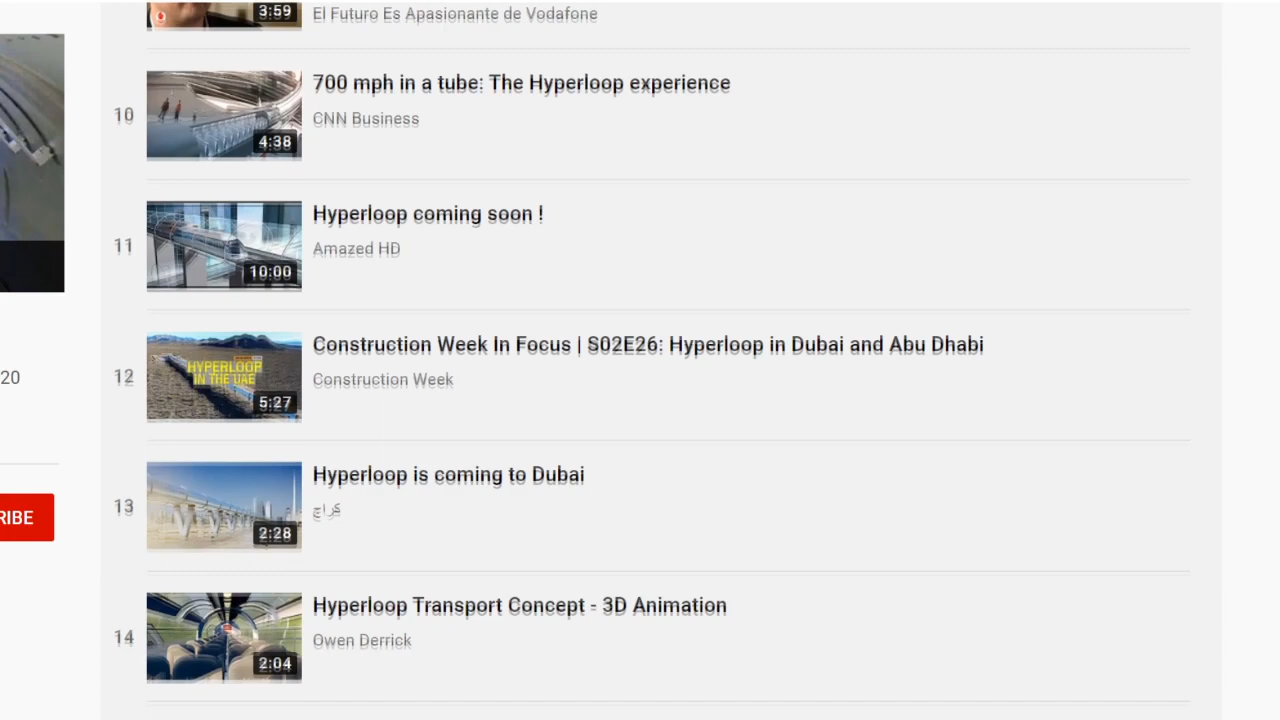 3:59
El Futuro Es Apasionante de Vodafone
10
4:38
700 mph in a tube: The Hyperloop experience
CNN Business
11
10:00
Hyperloop coming soon !
Amazed HD
12
HYPERLOOP
IN THE UAE
5:27
Construction Week In Focus | S02E26: Hyperloop in Dubai and Abu Dhabi
Construction Week
20
13
2:28
Hyperloop is coming to Dubai
كراج
RIBE
14
2:04
Hyperloop Transport Concept - 3D Animation
Owen Derrick